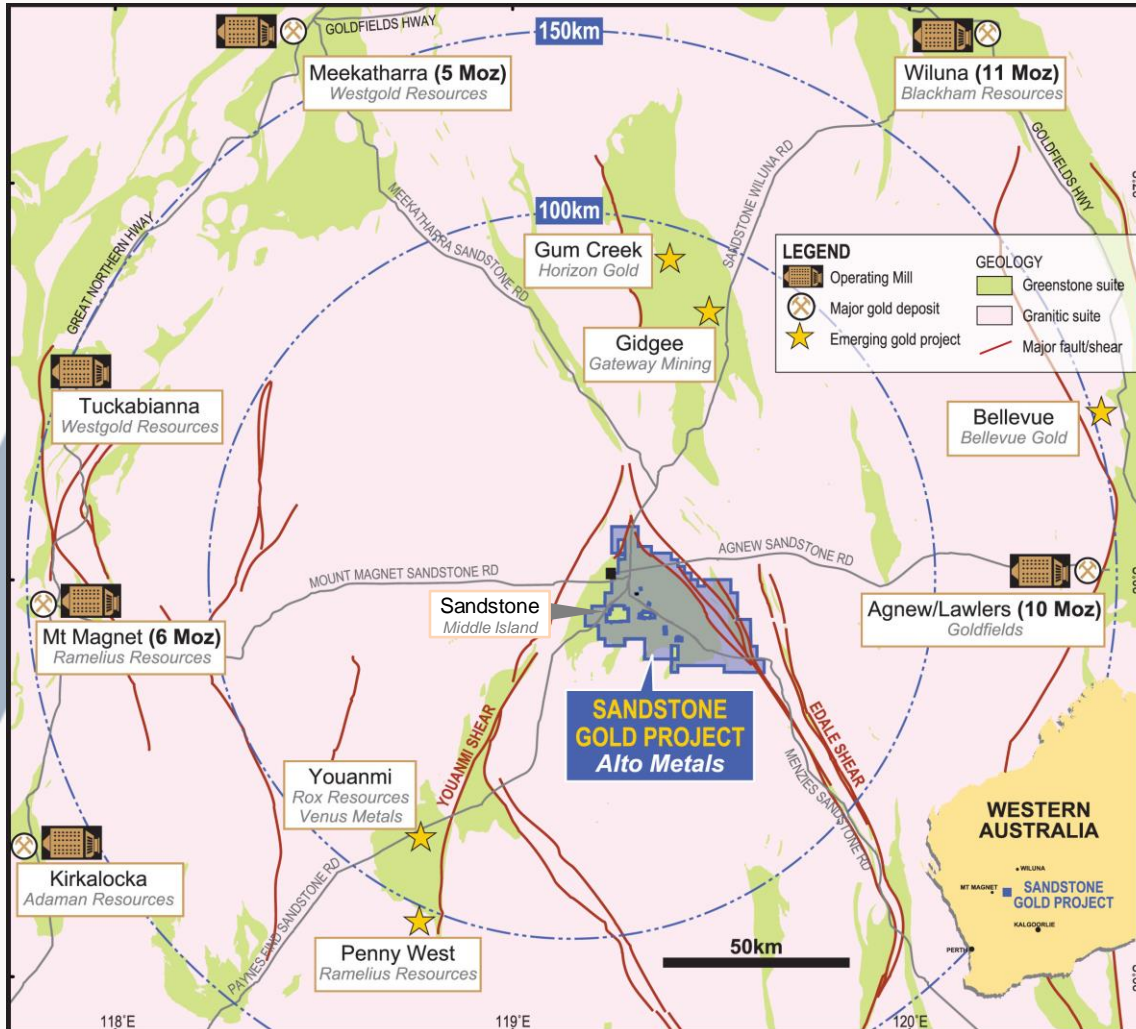 GOLDFIELDS HWY
150km
Meekatharra (5 Moz)
Westgold Resources
Wiluna (11 Moz)
Blackham Resources
GOLDFIELDS HWY
GREAT NORTHERN HWY
MEEKATHARRA SANDSTONE RD
SANDSTONE WILUNA RD
100km
Gum Creek
Horizon Gold
Gidgee
Gateway Mining
LEGEND
Operating Mill
Major gold deposit
Emerging gold project
GEOLOGY
Greenstone suite
Granitic suite
Major fault/shear
Tuckabianna
Westgold Resources
Bellevue
Bellevue Gold
MOUNT MAGNET SANDSTONE RD
AGNEW SANDSTONE RD
Sandstone
Middle Island
Mt Magnet (6 Moz)
Ramelius Resources
Agnew/Lawlers (10 Moz)
Goldfields
SANDSTONE
GOLD PROJECT
Alto Metals
YOUANMI SHEAR
EDALE SHEAR
MENZIES SANDSTONE RD
Youanmi
Rox Resources
Venus Metals
Kirkalocka
Adaman Resources
PAYNES FIND SANDSTONE RD
Penny West
Ramelius Resources
50km
WESTERN
AUSTRALIA
WILUNA
MT MAGNET
SANDSTONE
GOLD PROJECT
KALGOORLIE
PERTH
118°E
119°E
120°E